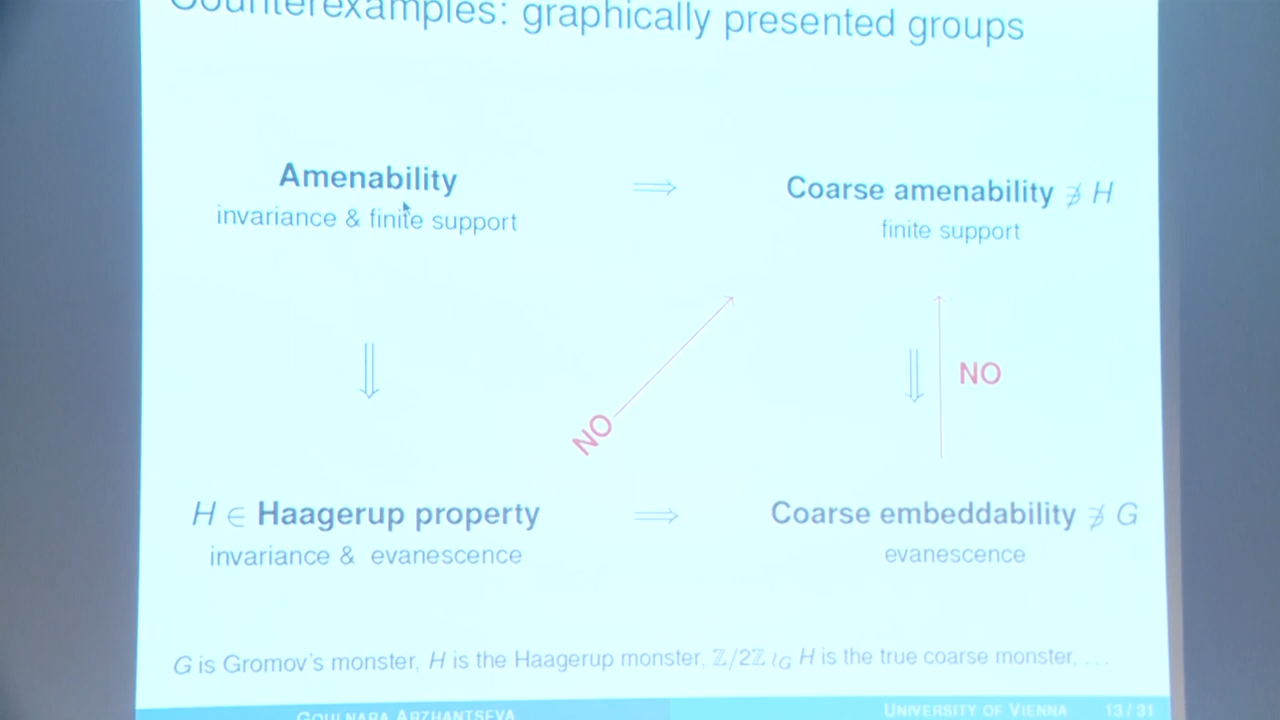 Counterexamples: graphically presented groups
Amenability ⟹ Coarse amenability ∌ H
invariance & finite support
finite support
NO
NO
H ∈ Haagerup property ⟹ Coarse embeddability ∌ G
invariance & evanescence
evanescence
G is Gromov's monster, H is the Haagerup monster, ℤ/2ℤ ≀_G H is the true coarse monster, ...
GOULNARA ARZHANTSEVA
UNIVERSITY OF VIENNA 13 / 31